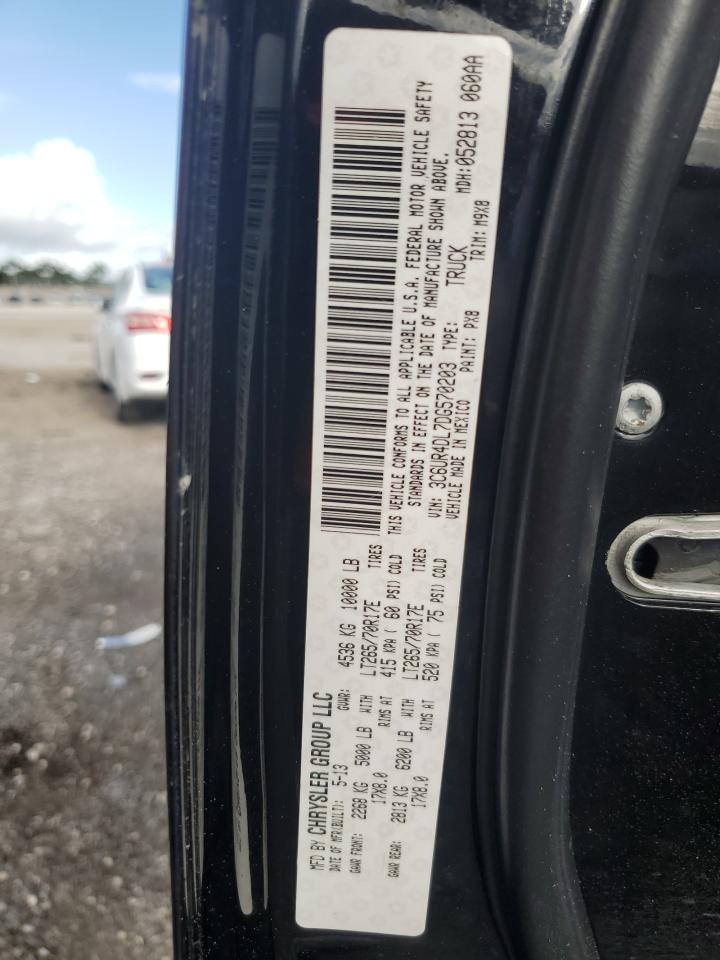 MFD BY CHRYSLER GROUP LLC
DATE OF MFR(BUILT): 5-13 GVWR: 4536 KG 10000 LB
GAWR FRONT: 2268 KG 5000 LB WITH LT265/70R17E TIRES
17X8.0 RIMS AT 415 KPA( 60 PSI) COLD
GAWR REAR: 2813 KG 6200 LB WITH LT265/70R17E TIRES
17X8.0 RIMS AT 520 KPA( 75 PSI) COLD
THIS VEHICLE CONFORMS TO ALL APPLICABLE U.S.A. FEDERAL MOTOR VEHICLE SAFETY
STANDARDS IN EFFECT ON THE DATE OF MANUFACTURE SHOWN ABOVE.
VIN: 3C6UR4DL7DG570203 TYPE: TRUCK MDH:052813 060AA
VEHICLE MADE IN MEXICO PAINT: PX8 TRIM: M9X8